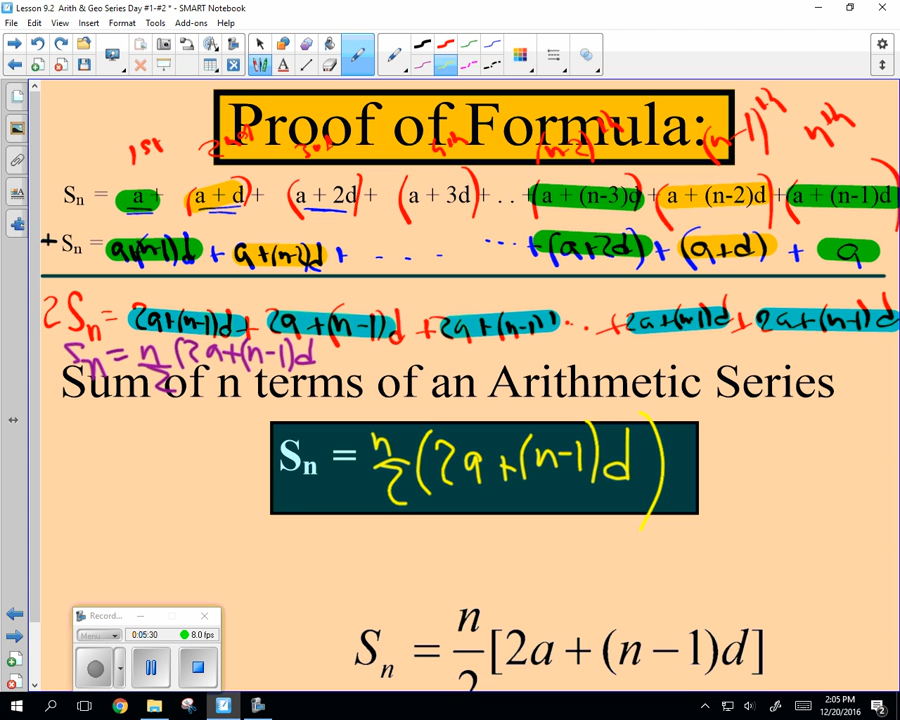 Lesson 9.2 Arith & Geo Series Day #1-#2 * - SMART Notebook
File Edit View Insert Format Tools Add-ons Help
Proof of Formula:
1st 3rd 4th (n-2)th (n-1)th nth
Sn = a + (a + d) + (a + 2d) + (a + 3d) + . . . + (a + (n-3)d) + (a + (n-2)d) + (a + (n-1)d)
+ Sn = a+(n-1)d + a+(n-2)d + . . . . ... + (a+2d) + (a+d) + a
2Sn = 2a+(n-1)d + 2a+(n-1)d + 2a+(n-1) ... + 2a+(n-1)d + 2a+(n-1)d
Sn = n/2 (2a+(n-1)d
Sum of n terms of an Arithmetic Series
Sn = n/2 (2a+(n-1)d)
Record...
Menu 0:05:30 8.0 fps
Sn = n/2 [2a + (n − 1)d]
2:05 PM
12/20/2016
2